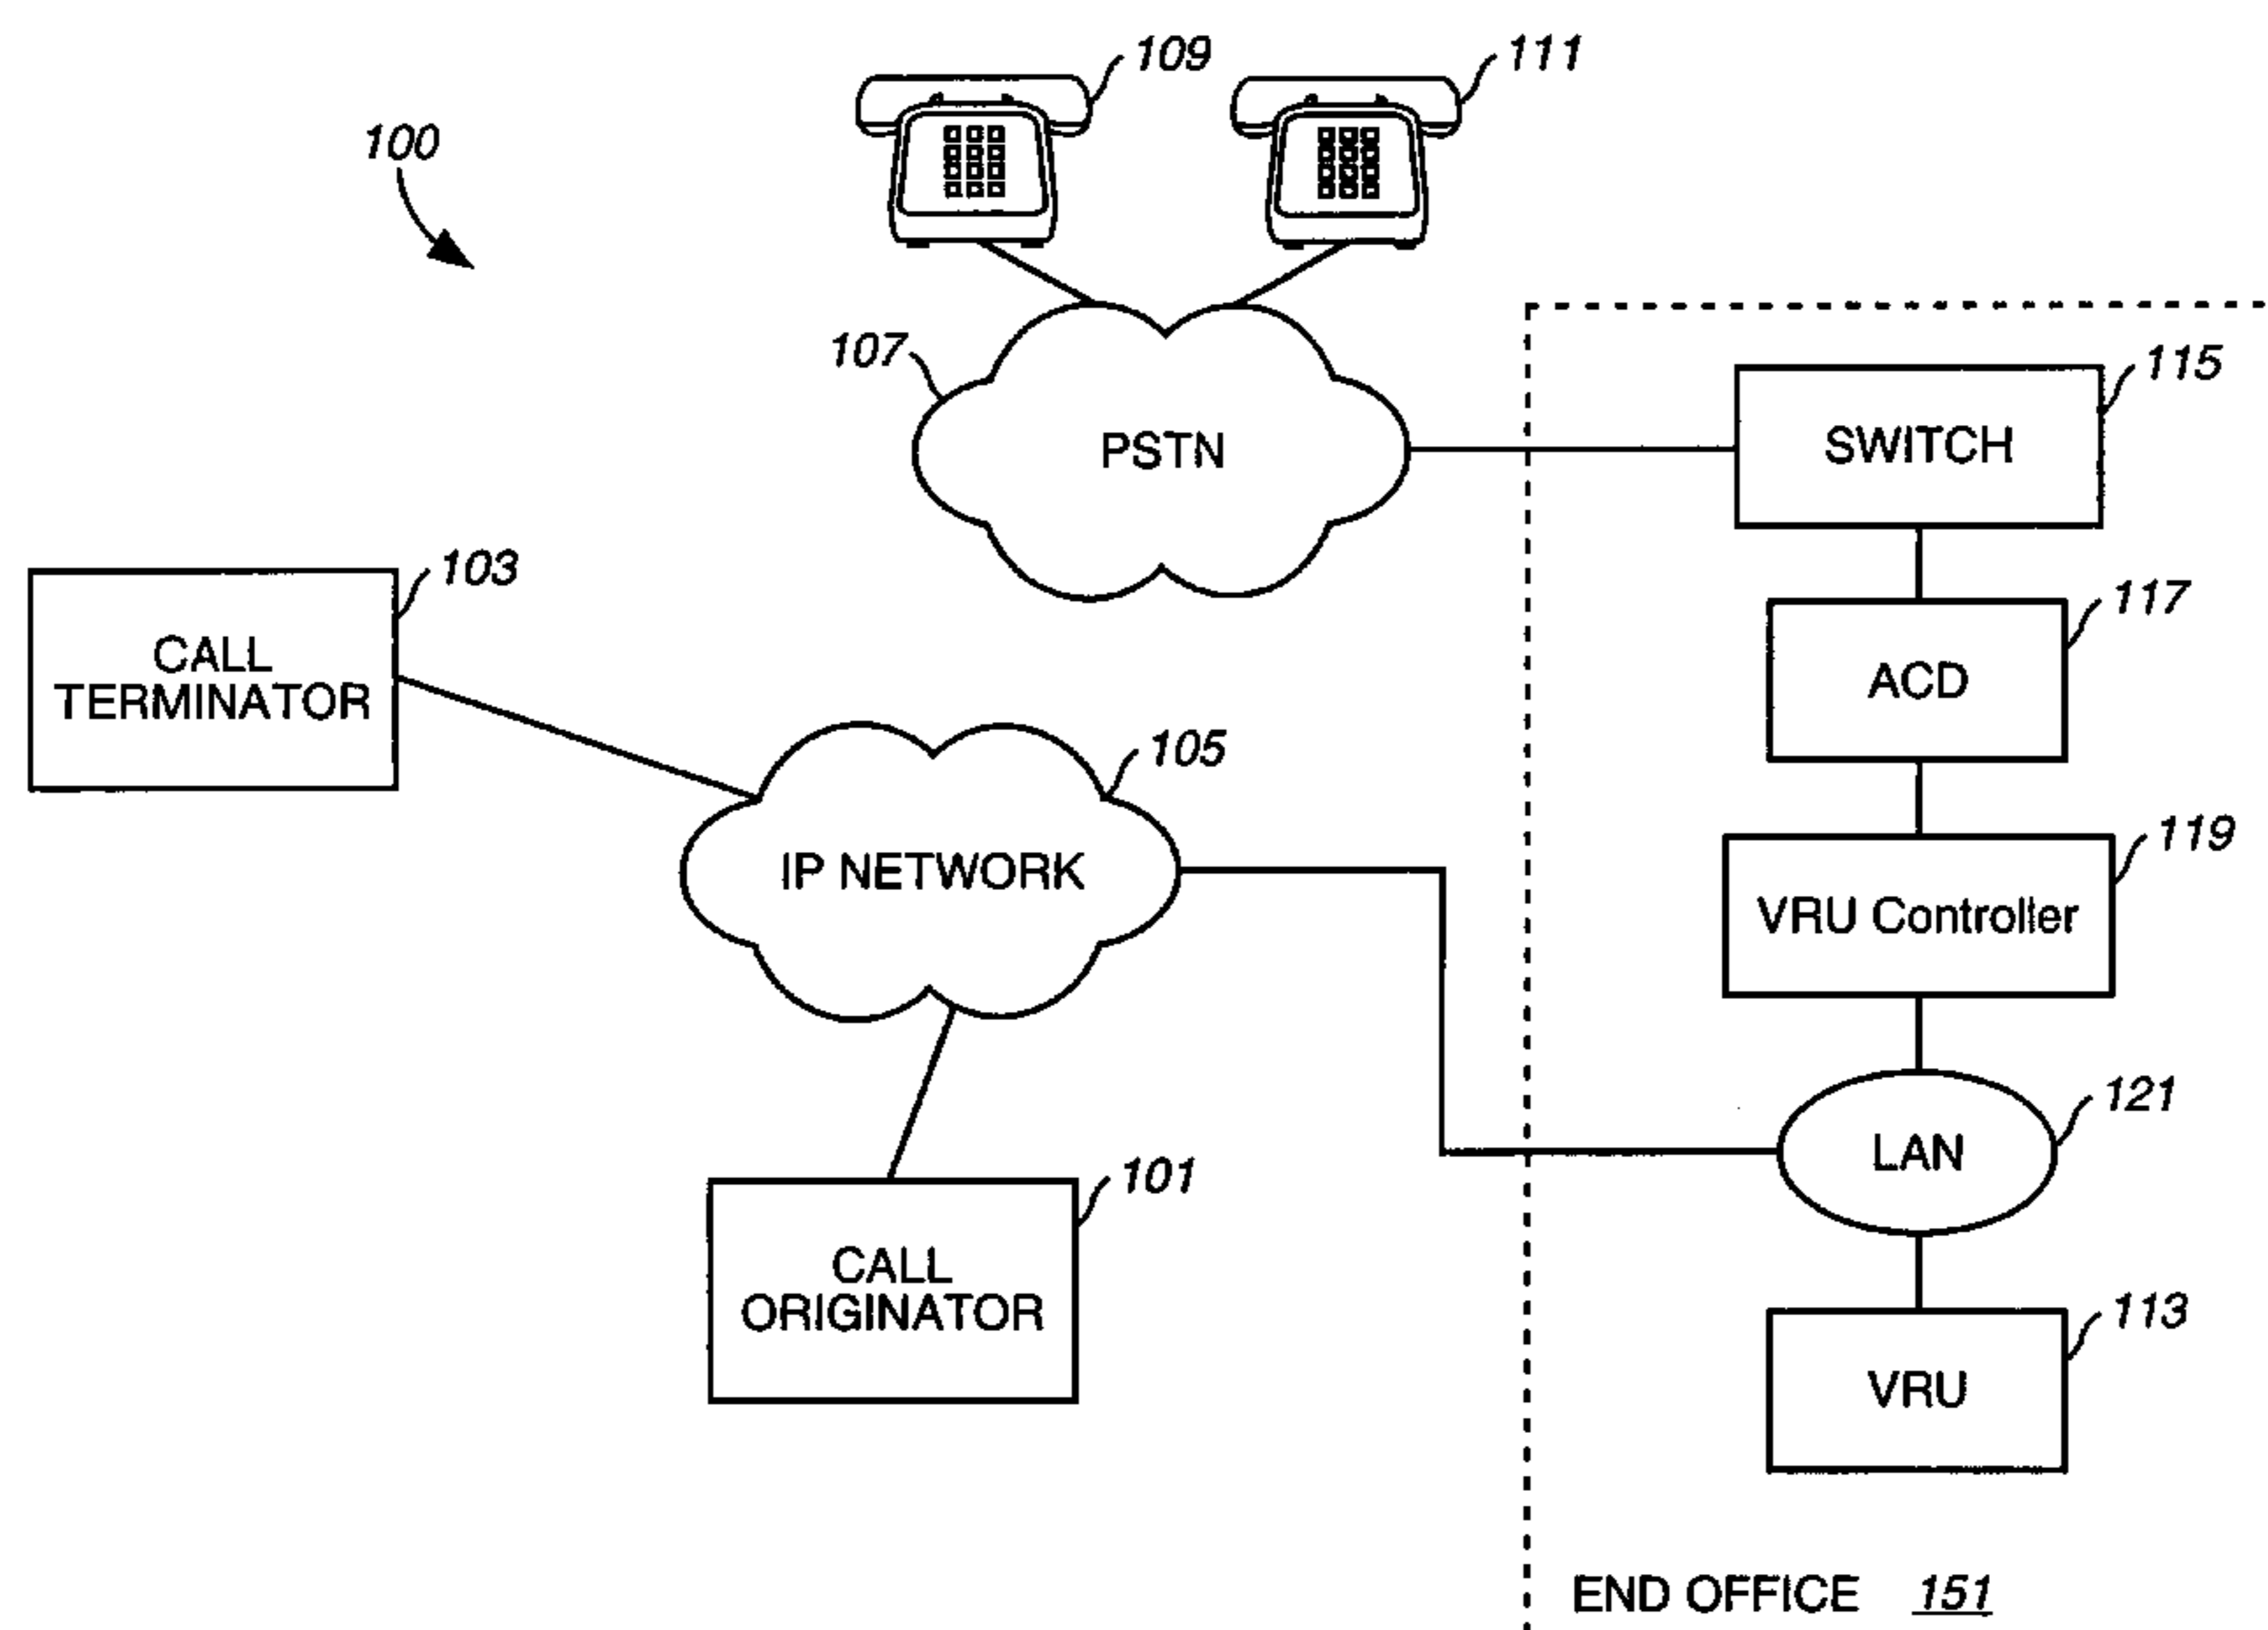 109
111
100
107
PSTN
115
SWITCH
103
CALL
TERMINATOR
117
ACD
105
IP NETWORK
119
VRU Controller
121
LAN
101
CALL
ORIGINATOR
113
VRU
END OFFICE 151